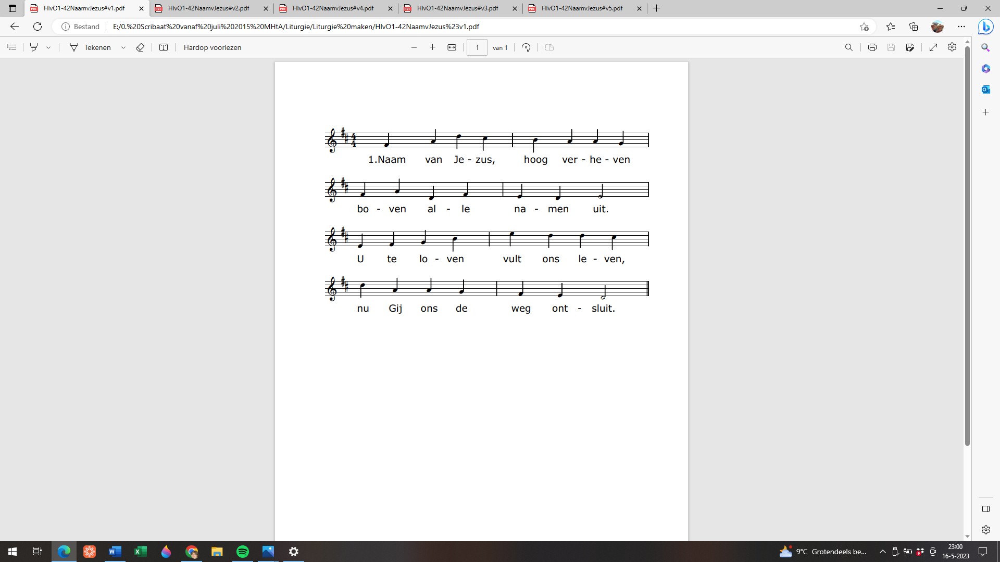 HlvO1-42NaamvJezus#v1.pdf HlvO1-42NaamvJezus#v2.pdf HlvO1-42NaamvJezus#v4.pdf HlvO1-42NaamvJezus#v3.pdf HlvO1-42NaamvJezus#v5.pdf
Bestand E:/0.%20Scribaat%20vanaf%20juli%202015%20MHtA/Liturgie/Liturgie%20maken/HlvO1-42NaamvJezus%23v1.pdf
Tekenen Hardop voorlezen 1 van 1
4
4
1.Naam van Je - zus, hoog ver - he - ven
bo - ven al - le na - men uit.
U te lo - ven vult ons le - ven,
nu Gij ons de weg ont - sluit.
9°C Grotendeels be... 23:00
16-5-2023